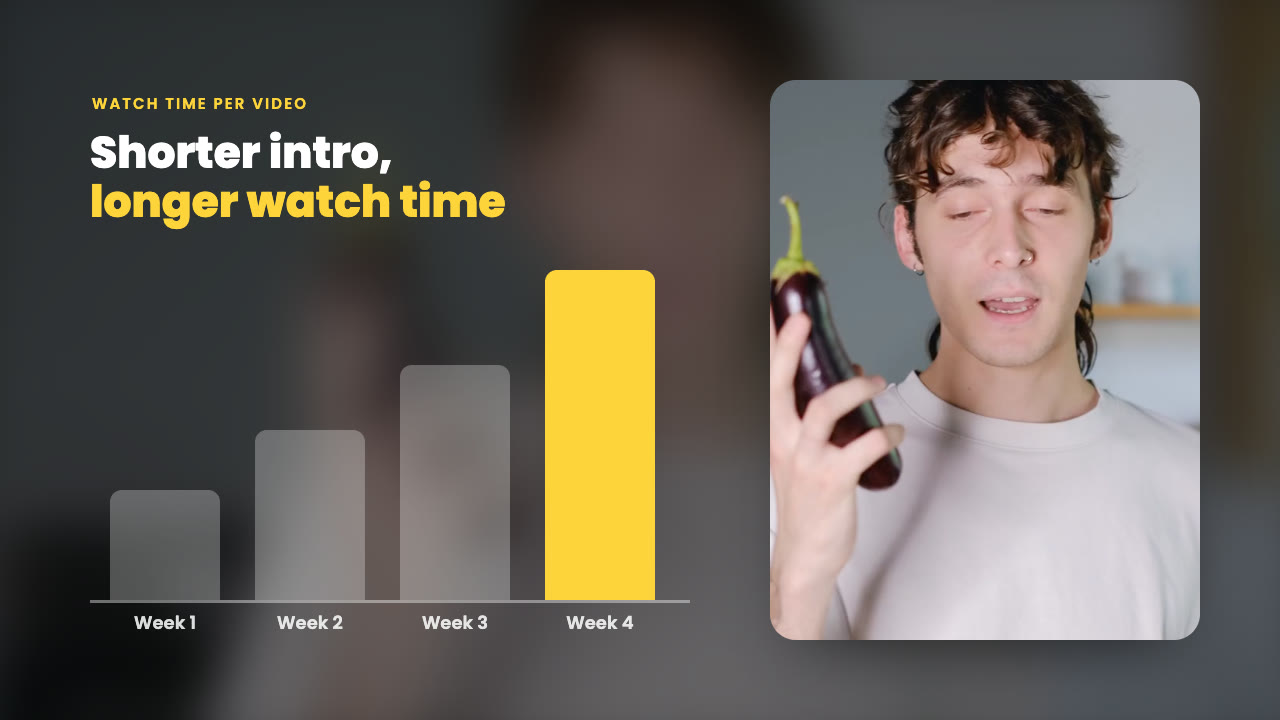 WATCH TIME PER VIDEO
Shorter intro,
longer watch time
Week 1
Week 2
Week 3
Week 4